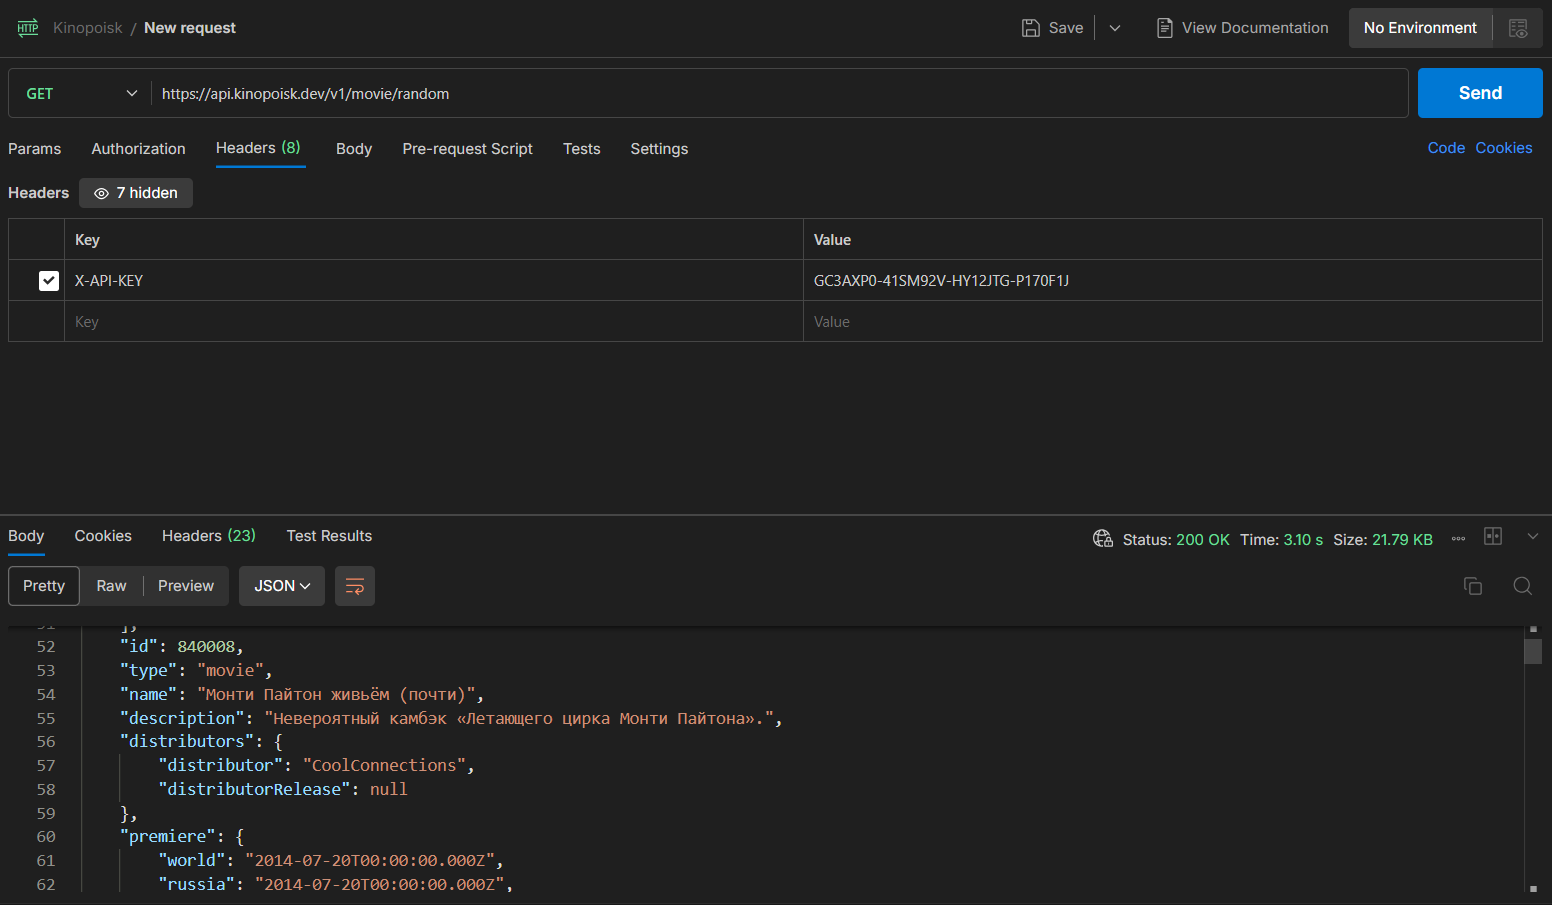 HTTP Kinopoisk / New request Save View Documentation No Environment
GET https://api.kinopoisk.dev/v1/movie/random Send
Params Authorization Headers (8) Body Pre-request Script Tests Settings Code Cookies
Headers 7 hidden
Key Value
X-API-KEY GC3AXP0-41SM92V-HY12JTG-P170F1J
Key Value
Body Cookies Headers (23) Test Results Status: 200 OK Time: 3.10 s Size: 21.79 KB
Pretty Raw Preview JSON
51 ],
52 "id": 840008,
53 "type": "movie",
54 "name": "Монти Пайтон живьём (почти)",
55 "description": "Невероятный камбэк «Летающего цирка Монти Пайтона».",
56 "distributors": {
57 "distributor": "CoolConnections",
58 "distributorRelease": null
59 },
60 "premiere": {
61 "world": "2014-07-20T00:00:00.000Z",
62 "russia": "2014-07-20T00:00:00.000Z",